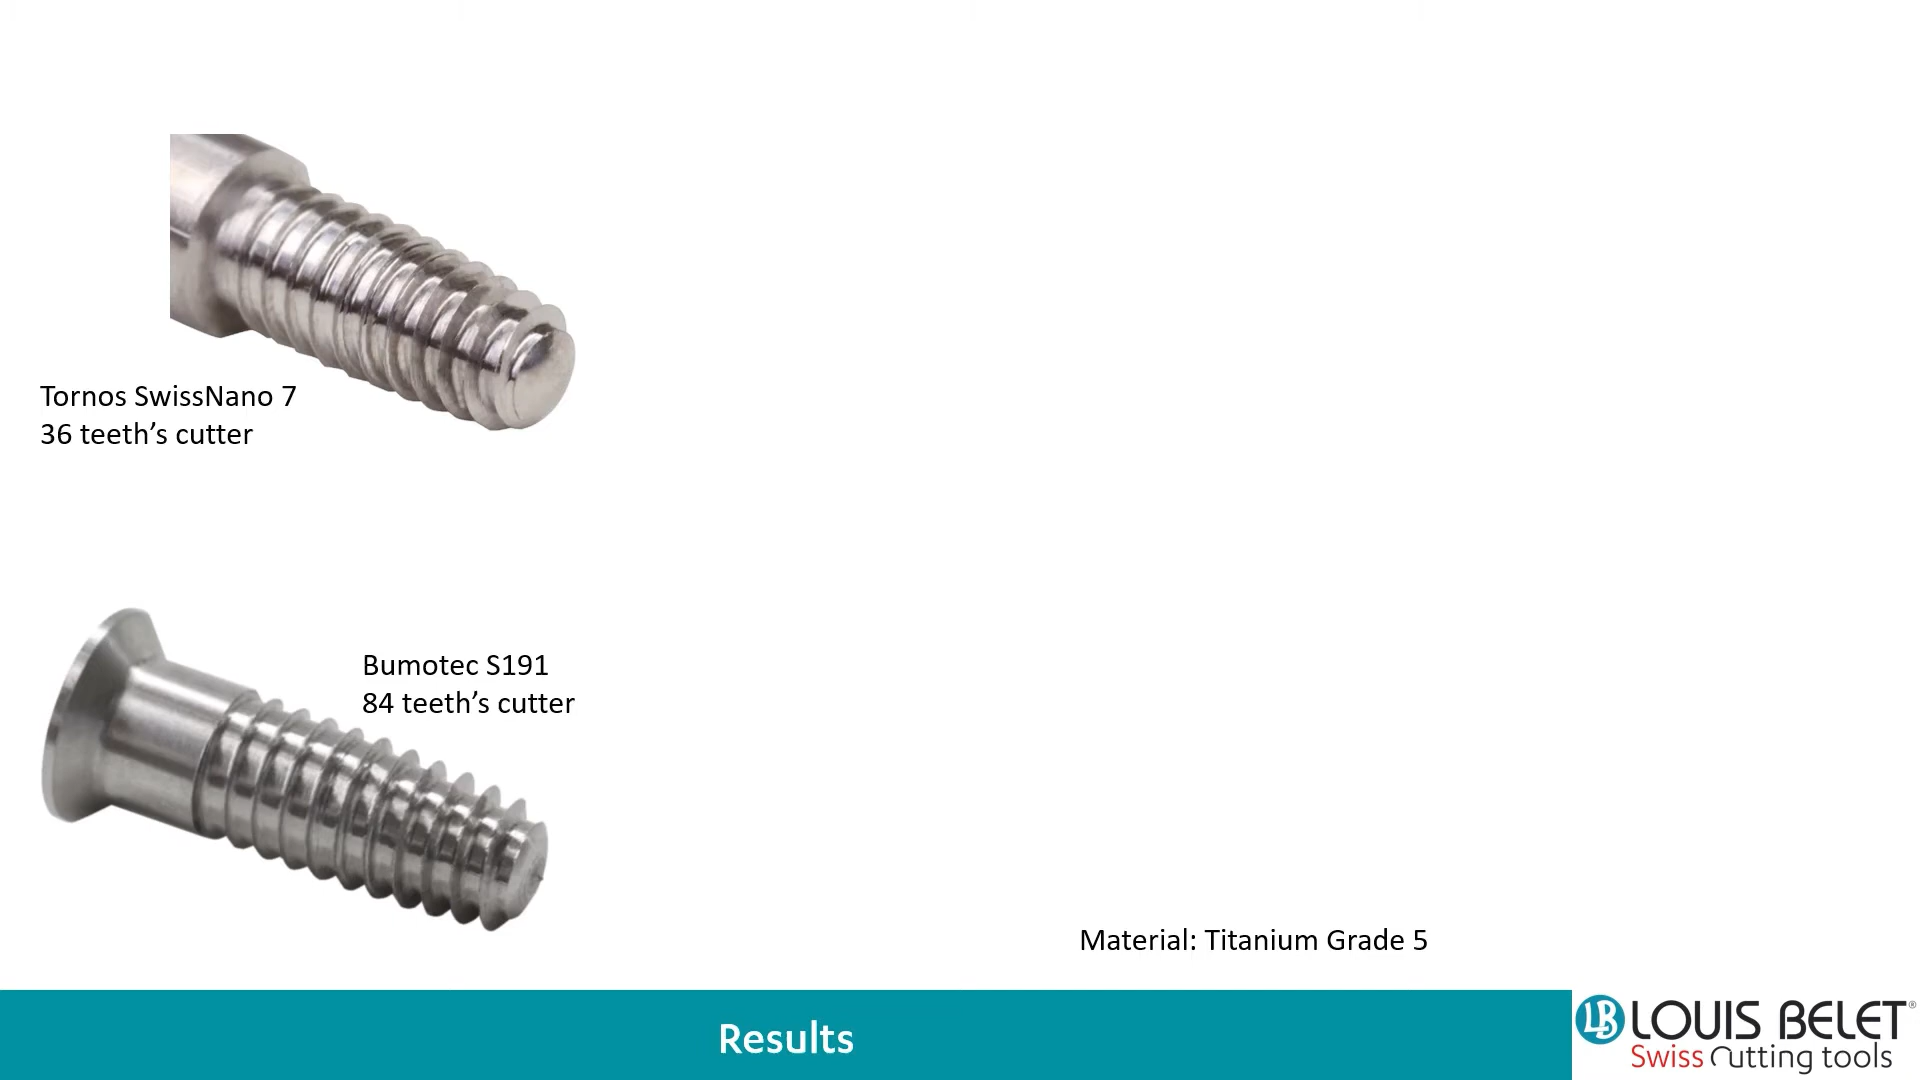 Tornos SwissNano 7
36 teeth’s cutter
Bumotec S191
84 teeth’s cutter
Material: Titanium Grade 5
Results
LB LOUIS BELET®
Swiss Cutting tools